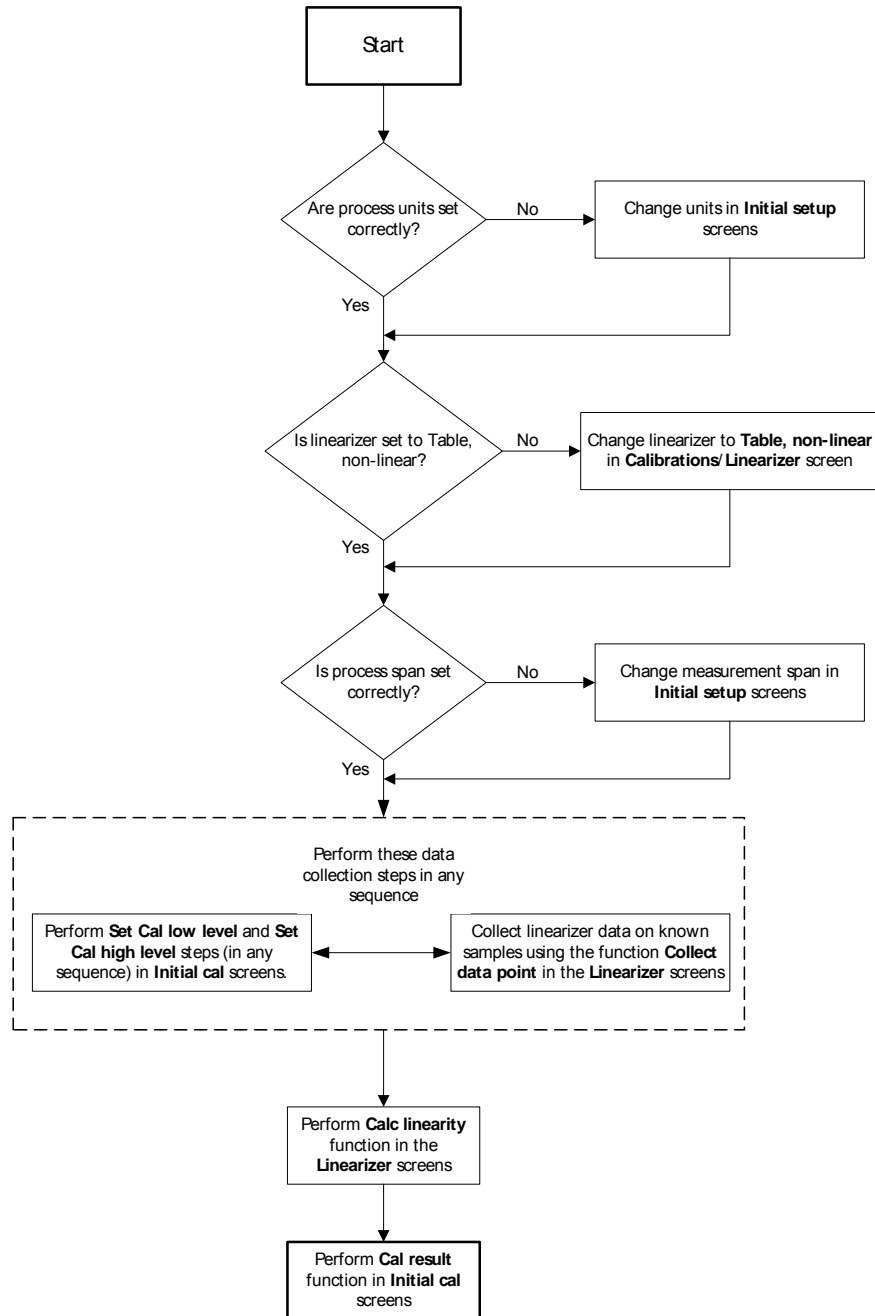 Start
Are process units set
correctly?
No
Change units in Initial setup
screens
Yes
Is linearizer set to Table,
non-linear?
No
Change linearizer to Table, non-linear
in Calibrations/ Linearizer screen
Yes
Is process span set
correctly?
No
Change measurement span in
Initial setup screens
Yes
Perform these data
collection steps in any
sequence
Perform Set Cal low level and Set
Cal high level steps (in any
sequence) in Initial cal screens.
Collect linearizer data on known
samples using the function Collect
data point in the Linearizer screens
Perform Calc linearity
function in the
Linearizer screens
Perform Cal result
function in Initial cal
screens